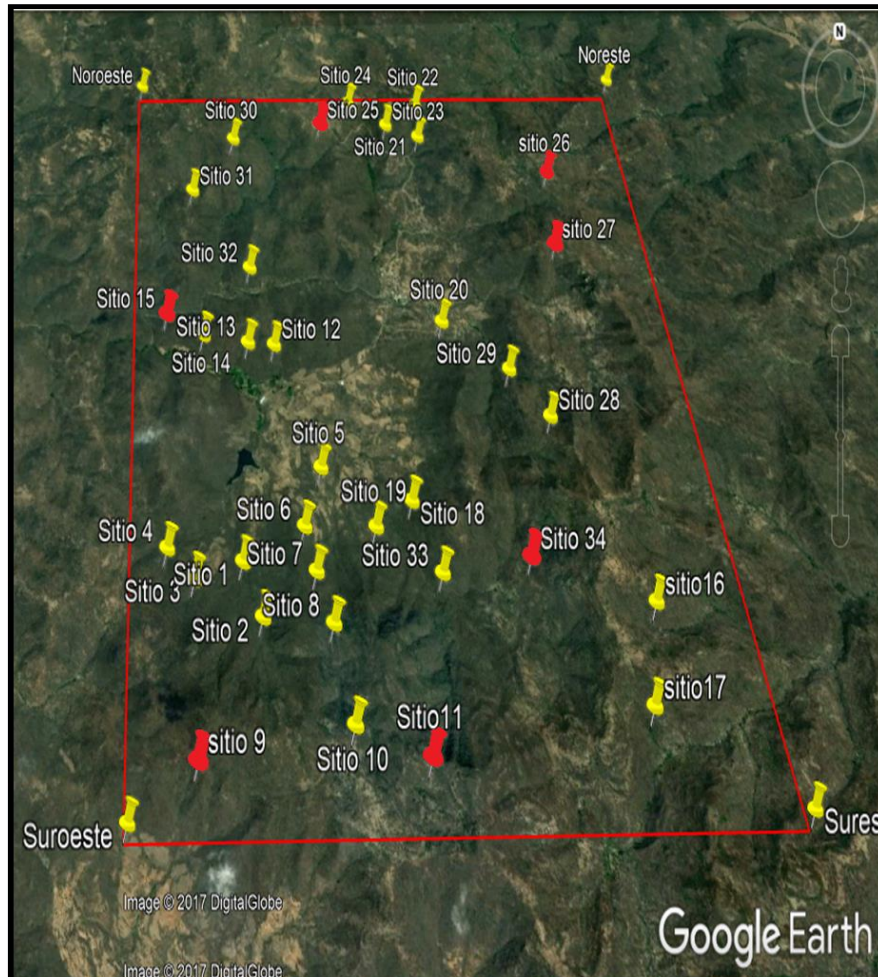 N
Noroeste
Noreste
Sitio 24
Sitio 22
Sitio 30
Sitio 25
Sitio 23
Sitio 21
sitio 26
Sitio 31
sitio 27
Sitio 32
Sitio 15
Sitio 20
Sitio 13
Sitio 12
Sitio 14
Sitio 29
Sitio 28
Sitio 5
Sitio 19
Sitio 6
Sitio 18
Sitio 4
Sitio 7
Sitio 33
Sitio 34
Sitio 1
Sitio 3
sitio16
Sitio 8
Sitio 2
sitio17
Sitio11
sitio 9
Sitio 10
Suroeste
Sures
Image © 2017 DigitalGlobe
Google Earth
Image © 2017 DigitalGlobe